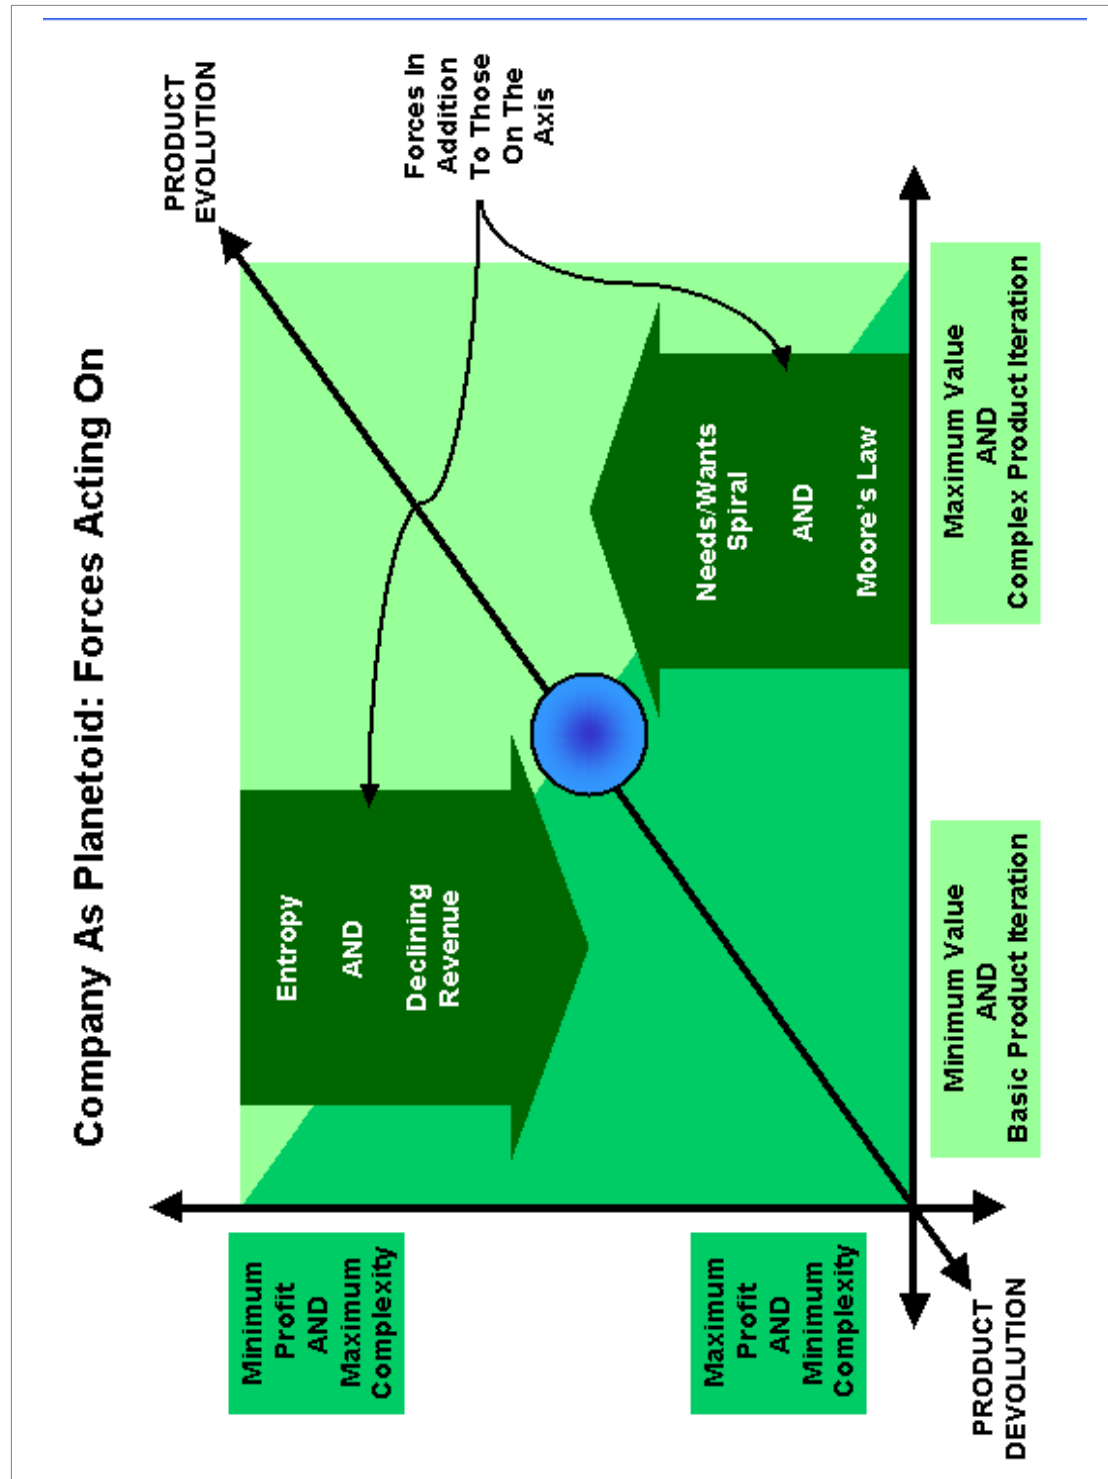 Company As Planetoid: Forces Acting On
PRODUCT
EVOLUTION
Forces In
Addition
To Those
On The
Axis
Minimum
Profit
AND
Maximum
Complexity
Entropy
AND
Declining
Revenue
Needs/Wants
Spiral
AND
Moore's Law
Maximum
Profit
AND
Minimum
Complexity
Minimum Value
AND
Basic Product Iteration
Maximum Value
AND
Complex Product Iteration
PRODUCT
DEVOLUTION